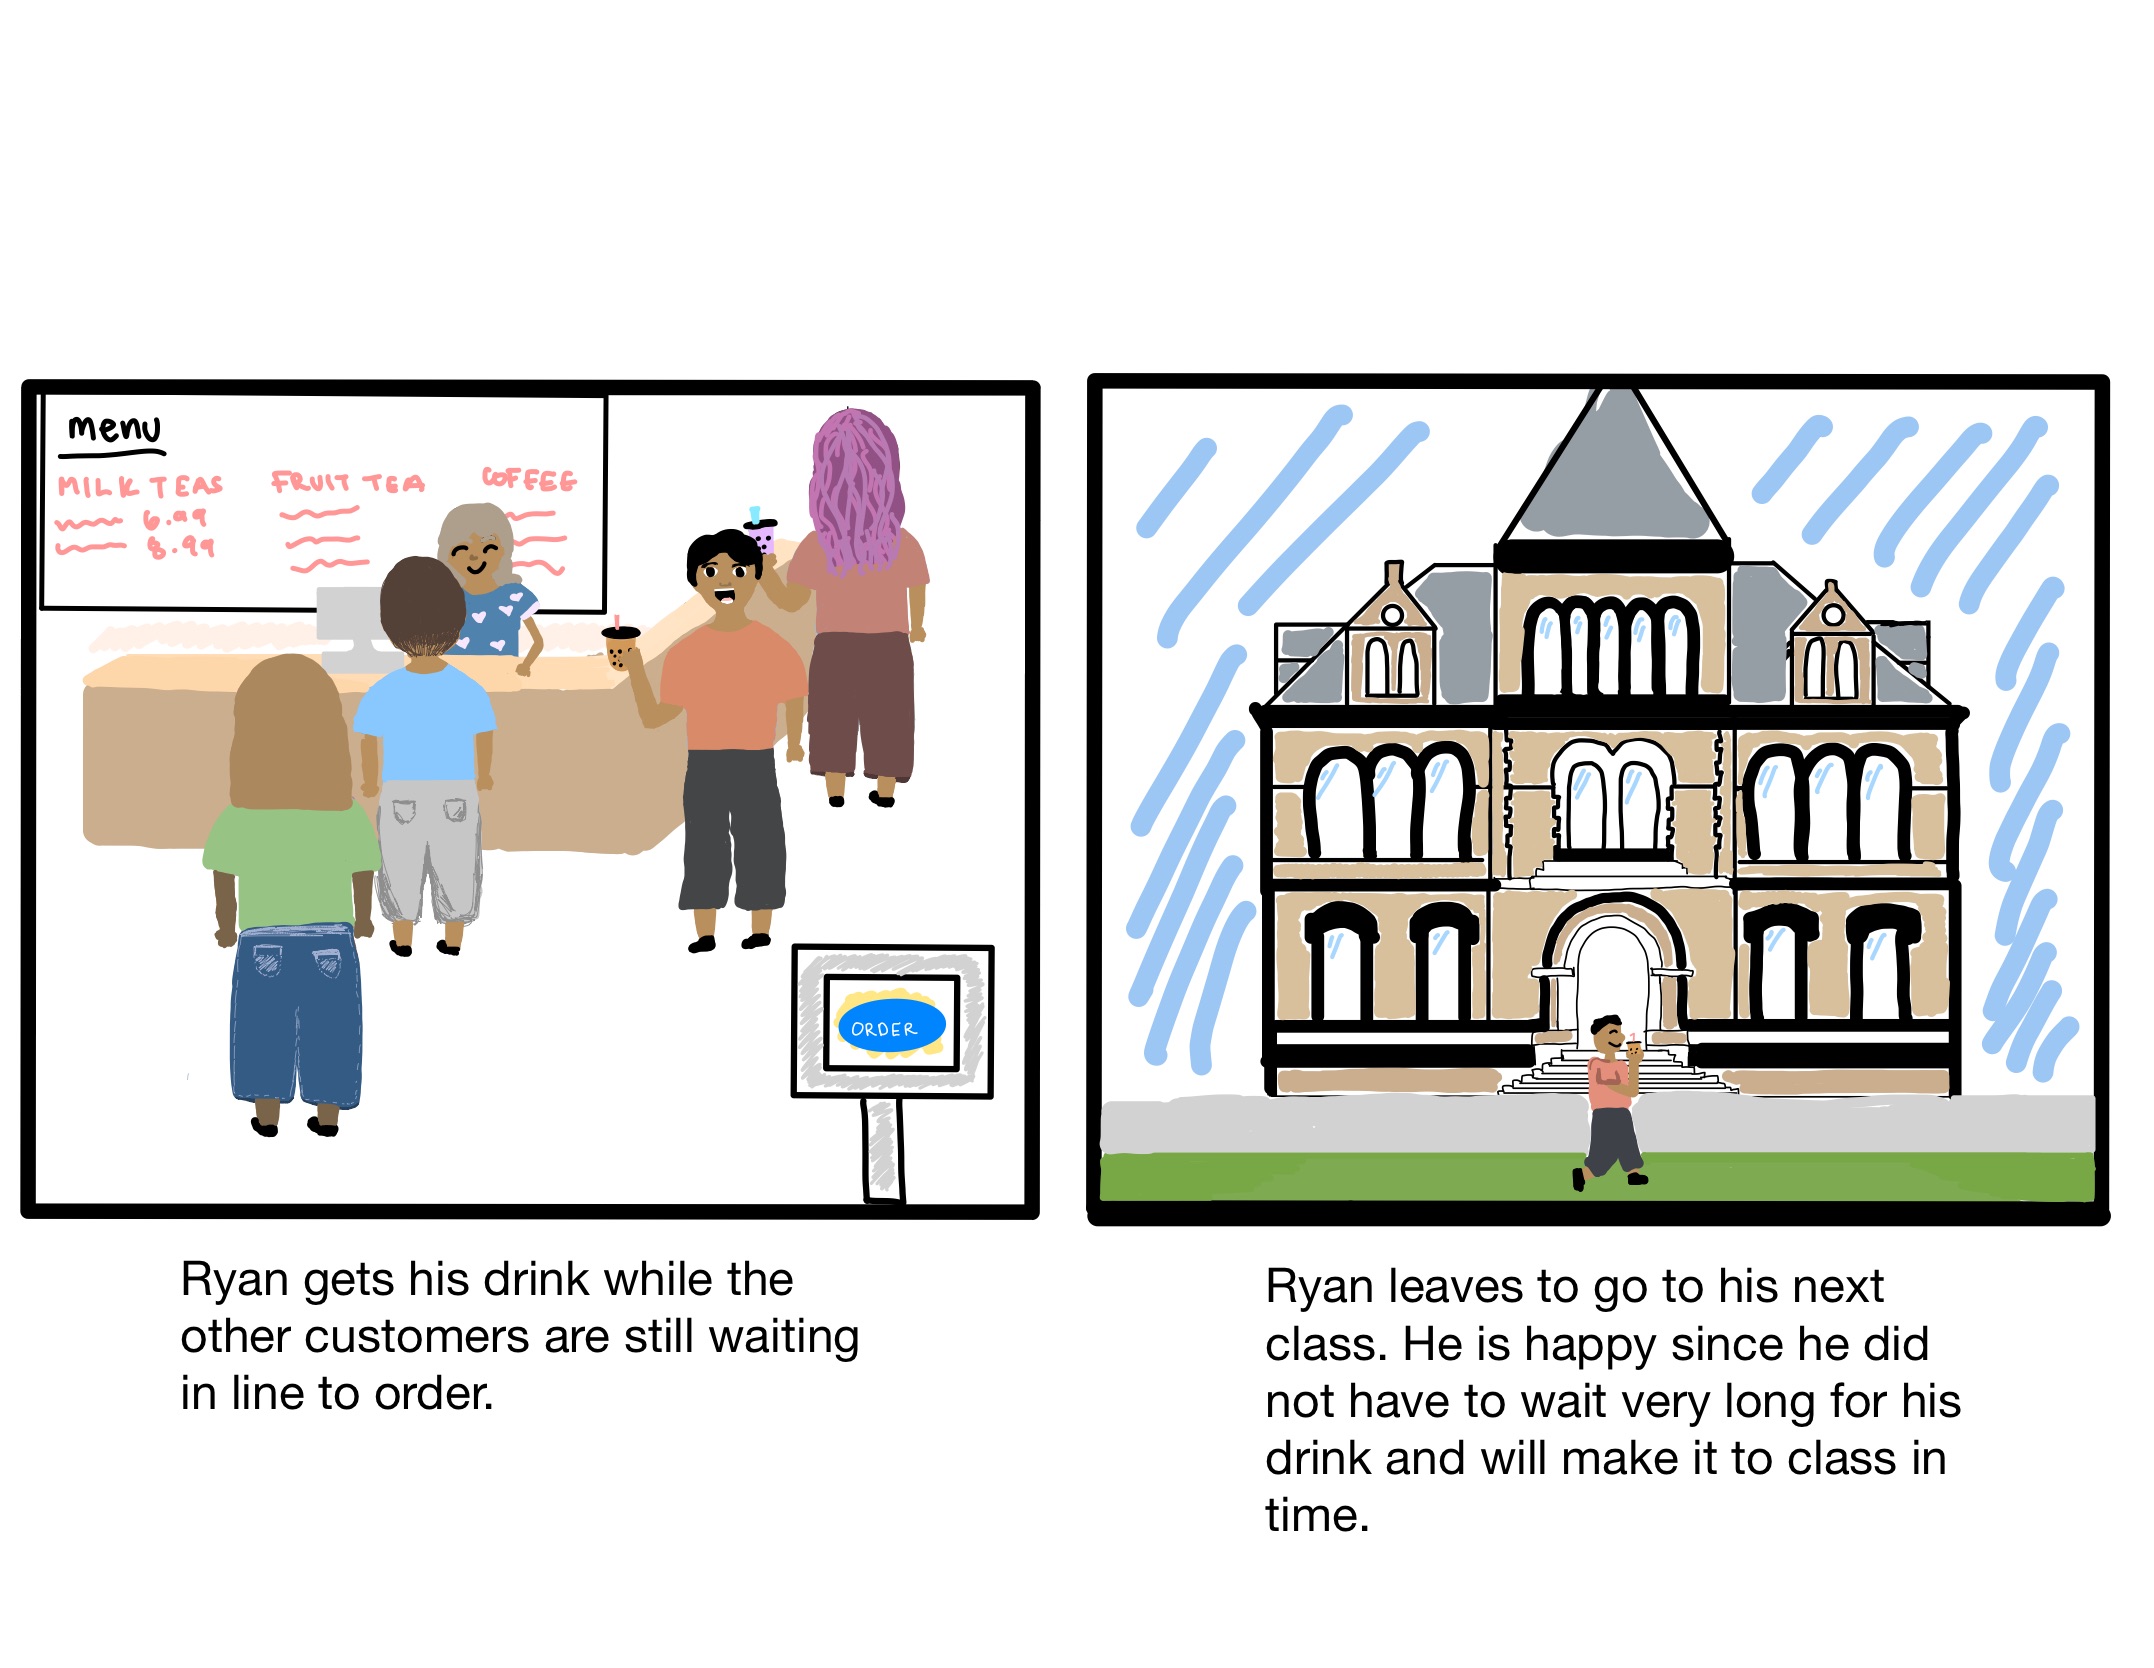 menu
MILK TEAS FRUIT TEA COFFEE
6.99
8.99
ORDER
Ryan gets his drink while the
other customers are still waiting
in line to order.
Ryan leaves to go to his next
class. He is happy since he did
not have to wait very long for his
drink and will make it to class in
time.